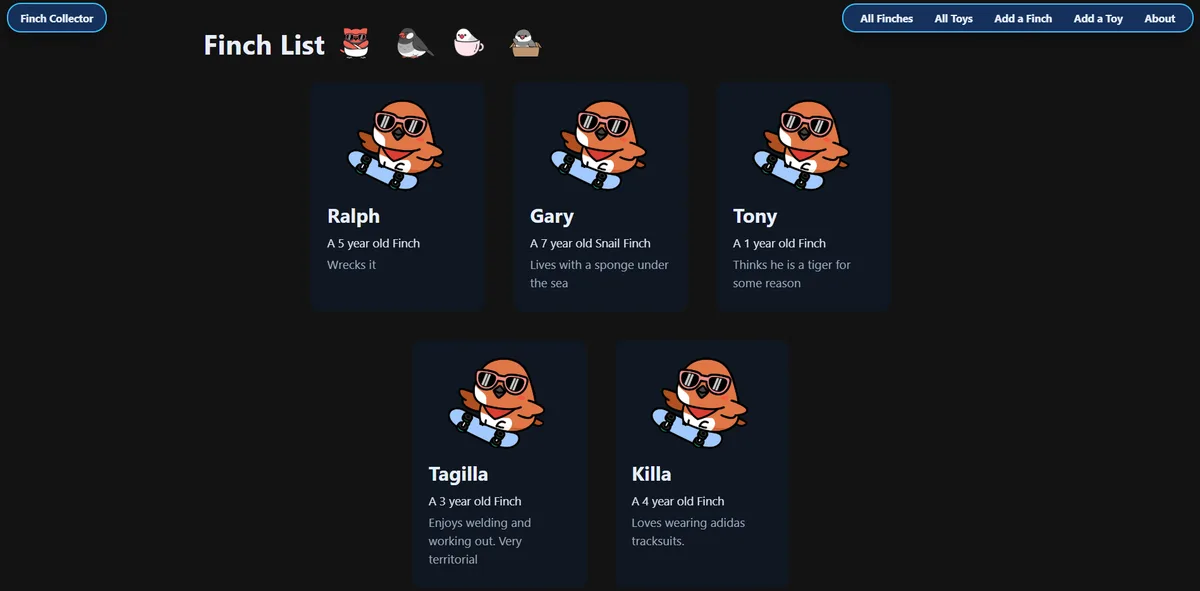 Finch Collector
All Finches All Toys Add a Finch Add a Toy About
Finch List
Ralph
A 5 year old Finch
Wrecks it
Gary
A 7 year old Snail Finch
Lives with a sponge under
the sea
Tony
A 1 year old Finch
Thinks he is a tiger for
some reason
Tagilla
A 3 year old Finch
Enjoys welding and
working out. Very
territorial
Killa
A 4 year old Finch
Loves wearing adidas
tracksuits.